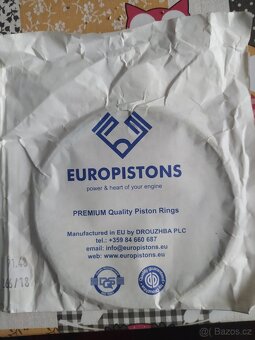 EUROPISTONS
power & heart of your engine
PREMIUM Quality Piston Rings
Manufactured in EU by DROUZHBA PLC
tel.: +359 84 660 687
email: info@europistons.eu
web: www.europistons.eu
© Bazos.cz